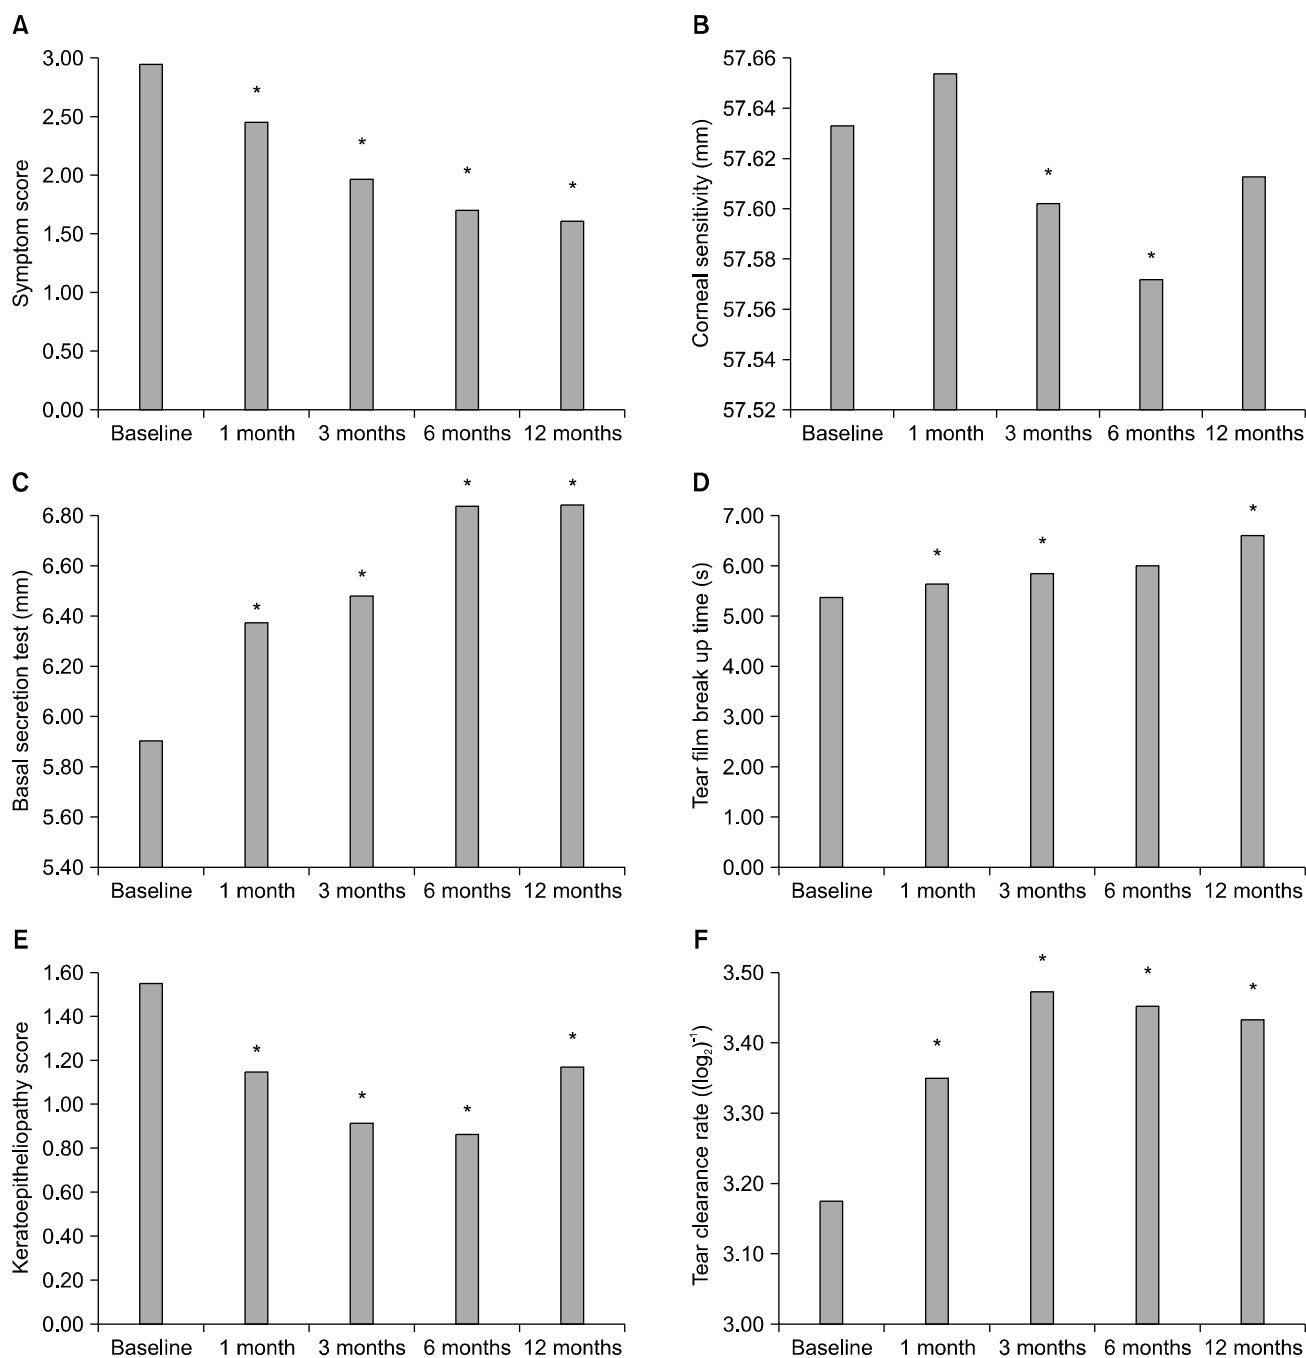 A
3.00
2.50
2.00
1.50
1.00
0.50
0.00
Symptom score
* * * *
Baseline 1 month 3 months 6 months 12 months
B
57.66
57.64
57.62
57.60
57.58
57.56
57.54
57.52
Corneal sensitivity (mm)
* *
Baseline 1 month 3 months 6 months 12 months
C
6.80
6.60
6.40
6.20
6.00
5.80
5.60
5.40
Basal secretion test (mm)
* * * *
Baseline 1 month 3 months 6 months 12 months
D
7.00
6.00
5.00
4.00
3.00
2.00
1.00
0.00
Tear film break up time (s)
* * *
Baseline 1 month 3 months 6 months 12 months
E
1.60
1.40
1.20
1.00
0.80
0.60
0.40
0.20
0.00
Keratoepitheliopathy score
* * * *
Baseline 1 month 3 months 6 months 12 months
F
3.50
3.40
3.30
3.20
3.10
3.00
Tear clearance rate ((log₂)⁻¹)
* * * *
Baseline 1 month 3 months 6 months 12 months